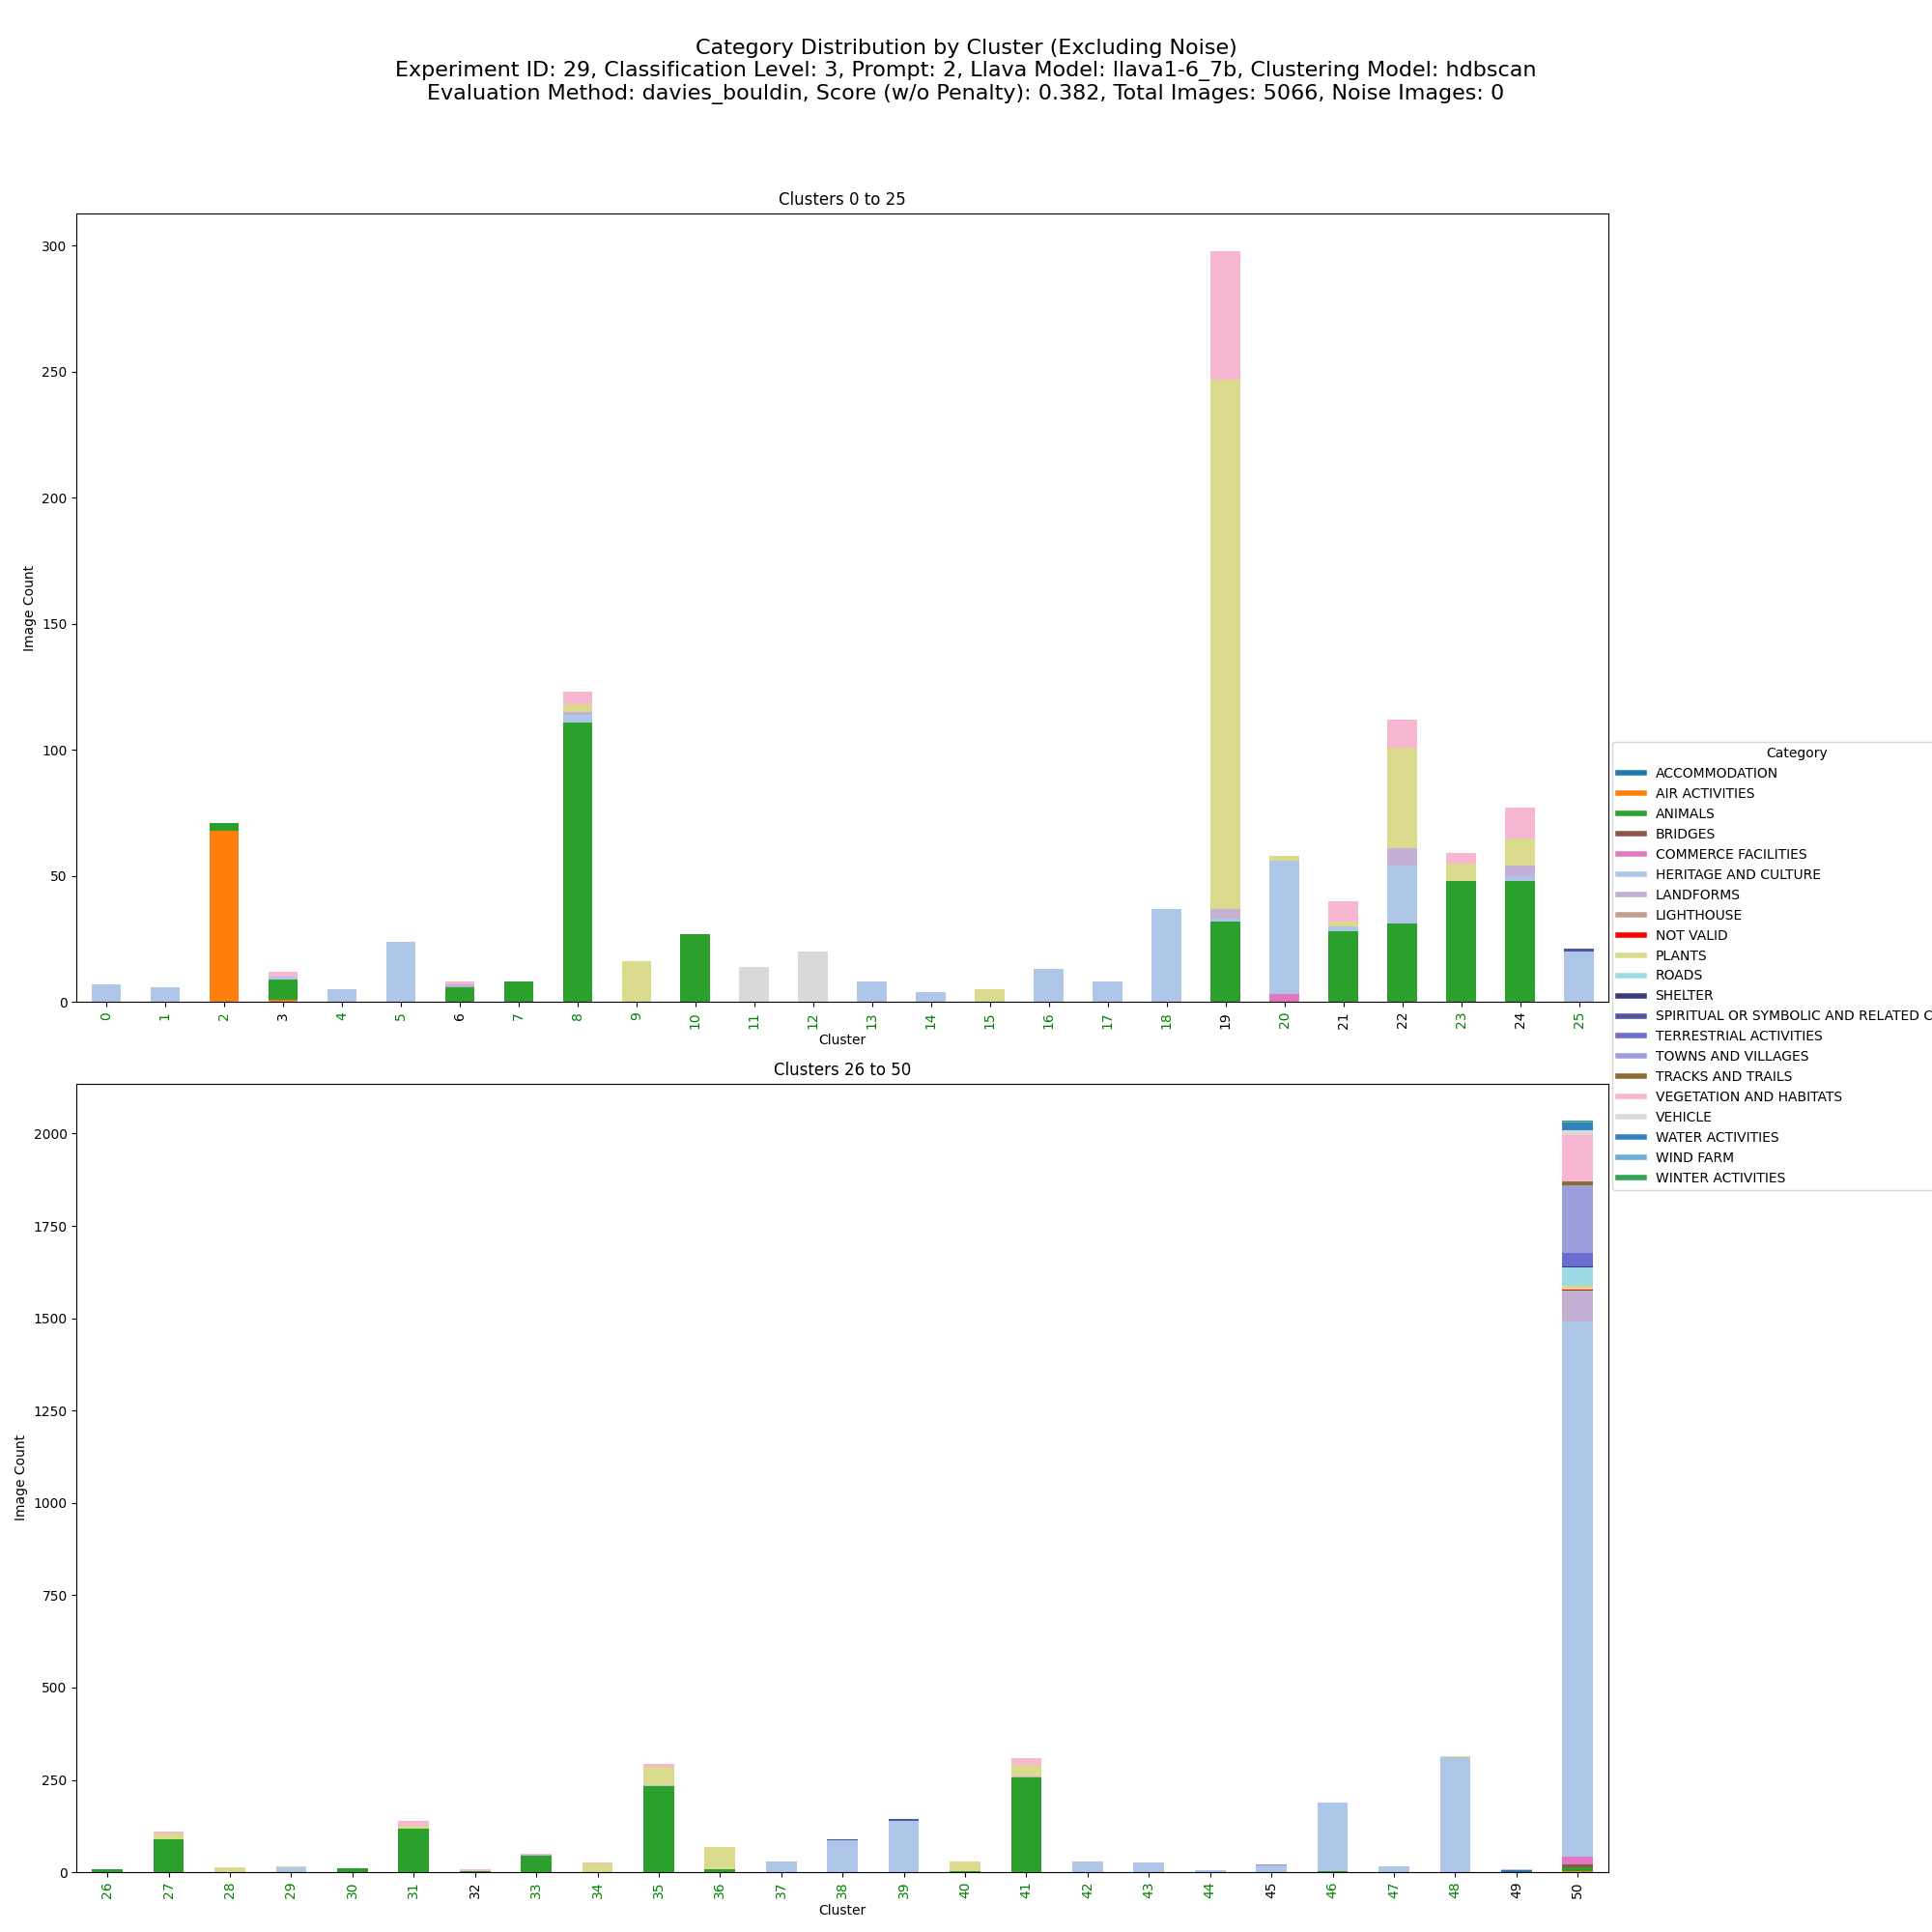 Category Distribution by Cluster (Excluding Noise)
Experiment ID: 29, Classification Level: 3, Prompt: 2, Llava Model: llava1-6_7b, Clustering Model: hdbscan
Evaluation Method: davies_bouldin, Score (w/o Penalty): 0.382, Total Images: 5066, Noise Images: 0
Clusters 0 to 25
Image Count
300
250
200
150
100
50
0
0 1 2 3 4 5 6 7 8 9 10 11 12 13 14 15 16 17 18 19 20 21 22 23 24 25
Cluster
Category
ACCOMMODATION
AIR ACTIVITIES
ANIMALS
BRIDGES
COMMERCE FACILITIES
HERITAGE AND CULTURE
LANDFORMS
LIGHTHOUSE
NOT VALID
PLANTS
ROADS
SHELTER
SPIRITUAL OR SYMBOLIC AND RELATED C
TERRESTRIAL ACTIVITIES
TOWNS AND VILLAGES
TRACKS AND TRAILS
VEGETATION AND HABITATS
VEHICLE
WATER ACTIVITIES
WIND FARM
WINTER ACTIVITIES
Clusters 26 to 50
Image Count
2000
1750
1500
1250
1000
750
500
250
0
26 27 28 29 30 31 32 33 34 35 36 37 38 39 40 41 42 43 44 45 46 47 48 49 50
Cluster